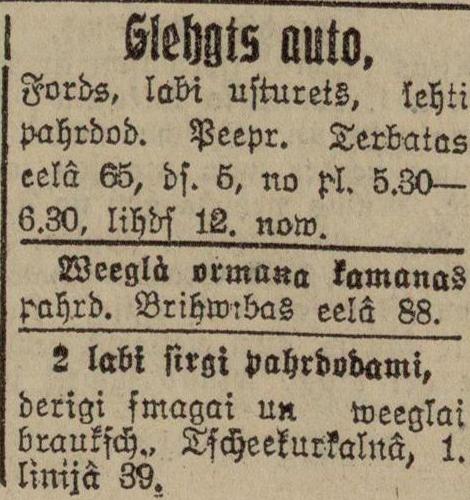 Slehgts auto,
Fords, labi usturets, lehti
pahrdod. Peepr. Terbatas
eelâ 65, dſ. 5, no pl. 5.30—
6.30, lihdſ 12. now.
Weeglà ormana kamanas
pahrd. Brihwibas eelâ 88.
2 labi ſirgi pahrdodami,
derigi ſmagai un weeglai
braukſch., Tſcheekurkalnâ, 1.
linijâ 39.